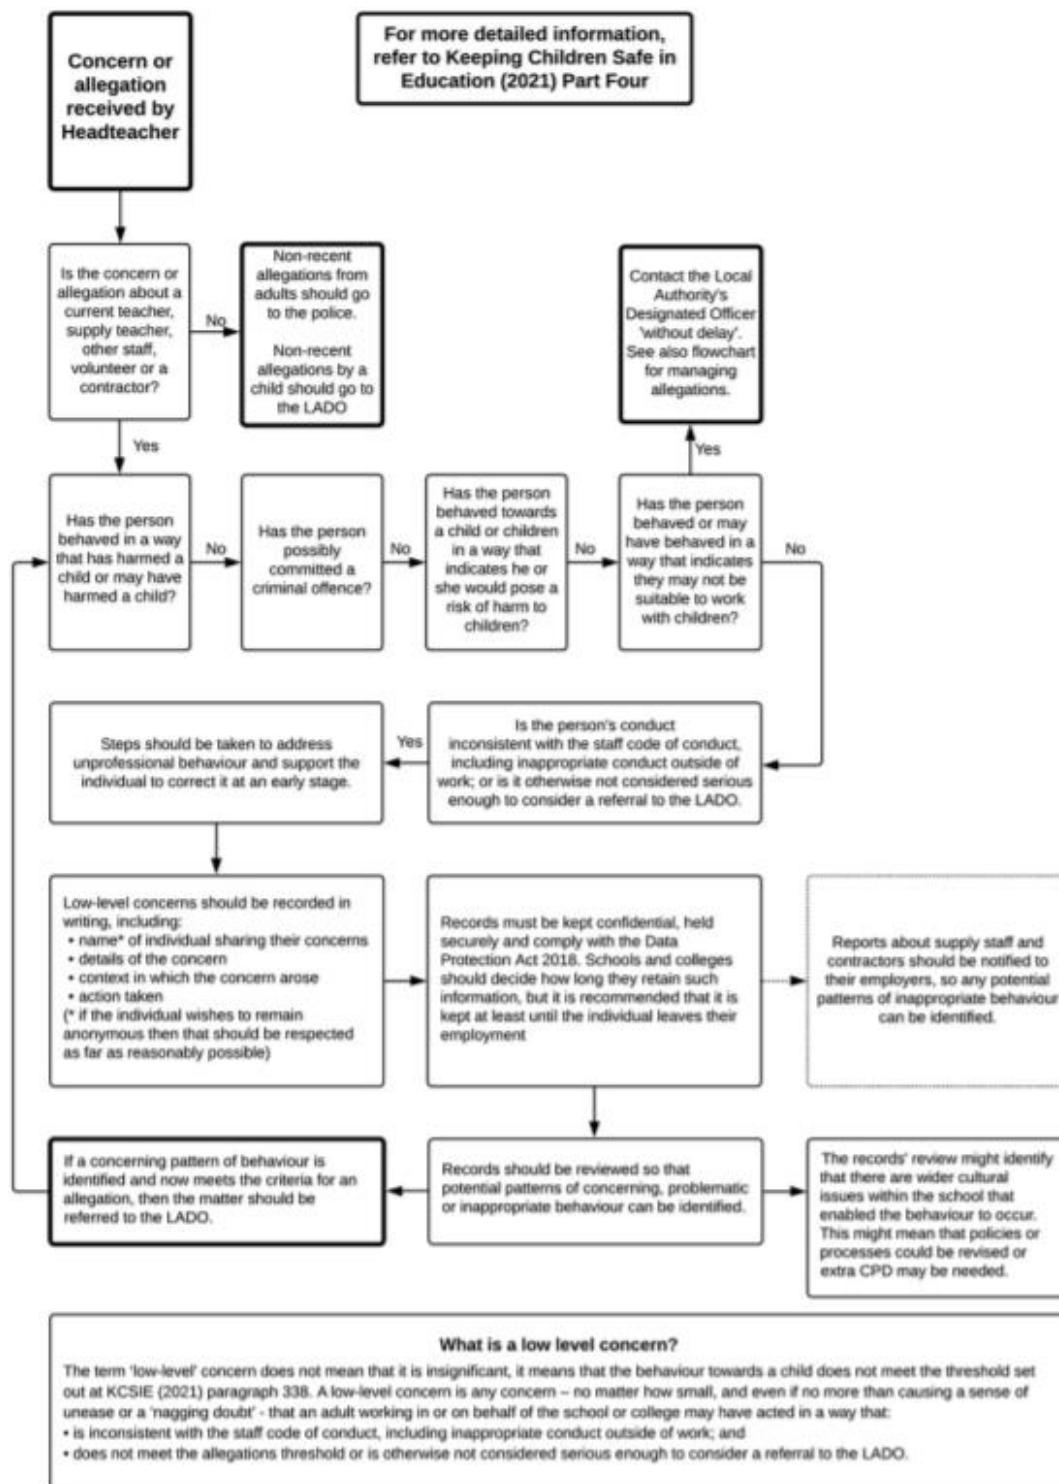 Concern or
allegation
received by
Headteacher
For more detailed information,
refer to Keeping Children Safe in
Education (2021) Part Four
Is the concern or
allegation about a
current teacher,
supply teacher,
other staff,
volunteer or a
contractor?
No
Non-recent
allegations from
adults should go
to the police.
Non-recent
allegations by a
child should go to
the LADO
Contact the Local
Authority's
Designated Officer
'without delay'.
See also flowchart
for managing
allegations.
Yes
Yes
Has the person
behaved in a way
that has harmed a
child or may have
harmed a child?
No
Has the person
possibly
committed a
criminal offence?
No
Has the person
behaved towards
a child or children
in a way that
indicates he or
she would pose a
risk of harm to
children?
No
Has the person
behaved or may
have behaved in a
way that indicates
they may not be
suitable to work
with children?
No
Is the person's conduct
inconsistent with the staff code of conduct,
including inappropriate conduct outside of
work; or is it otherwise not considered serious
enough to consider a referral to the LADO.
Yes
Steps should be taken to address
unprofessional behaviour and support the
individual to correct it at an early stage.
Low-level concerns should be recorded in
writing, including:
• name* of individual sharing their concerns
• details of the concern
• context in which the concern arose
• action taken
(* if the individual wishes to remain
anonymous then that should be respected
as far as reasonably possible)
Records must be kept confidential, held
securely and comply with the Data
Protection Act 2018. Schools and colleges
should decide how long they retain such
information, but it is recommended that it is
kept at least until the individual leaves their
employment
Reports about supply staff and
contractors should be notified to
their employers, so any potential
patterns of inappropriate behaviour
can be identified.
If a concerning pattern of behaviour is
identified and now meets the criteria for an
allegation, then the matter should be
referred to the LADO.
Records should be reviewed so that
potential patterns of concerning, problematic
or inappropriate behaviour can be identified.
The records' review might identify
that there are wider cultural
issues within the school that
enabled the behaviour to occur.
This might mean that policies or
processes could be revised or
extra CPD may be needed.
What is a low level concern?
The term 'low-level' concern does not mean that it is insignificant, it means that the behaviour towards a child does not meet the threshold set
out at KCSIE (2021) paragraph 338. A low-level concern is any concern – no matter how small, and even if no more than causing a sense of
unease or a 'nagging doubt' - that an adult working in or on behalf of the school or college may have acted in a way that:
• is inconsistent with the staff code of conduct, including inappropriate conduct outside of work; and
• does not meet the allegations threshold or is otherwise not considered serious enough to consider a referral to the LADO.